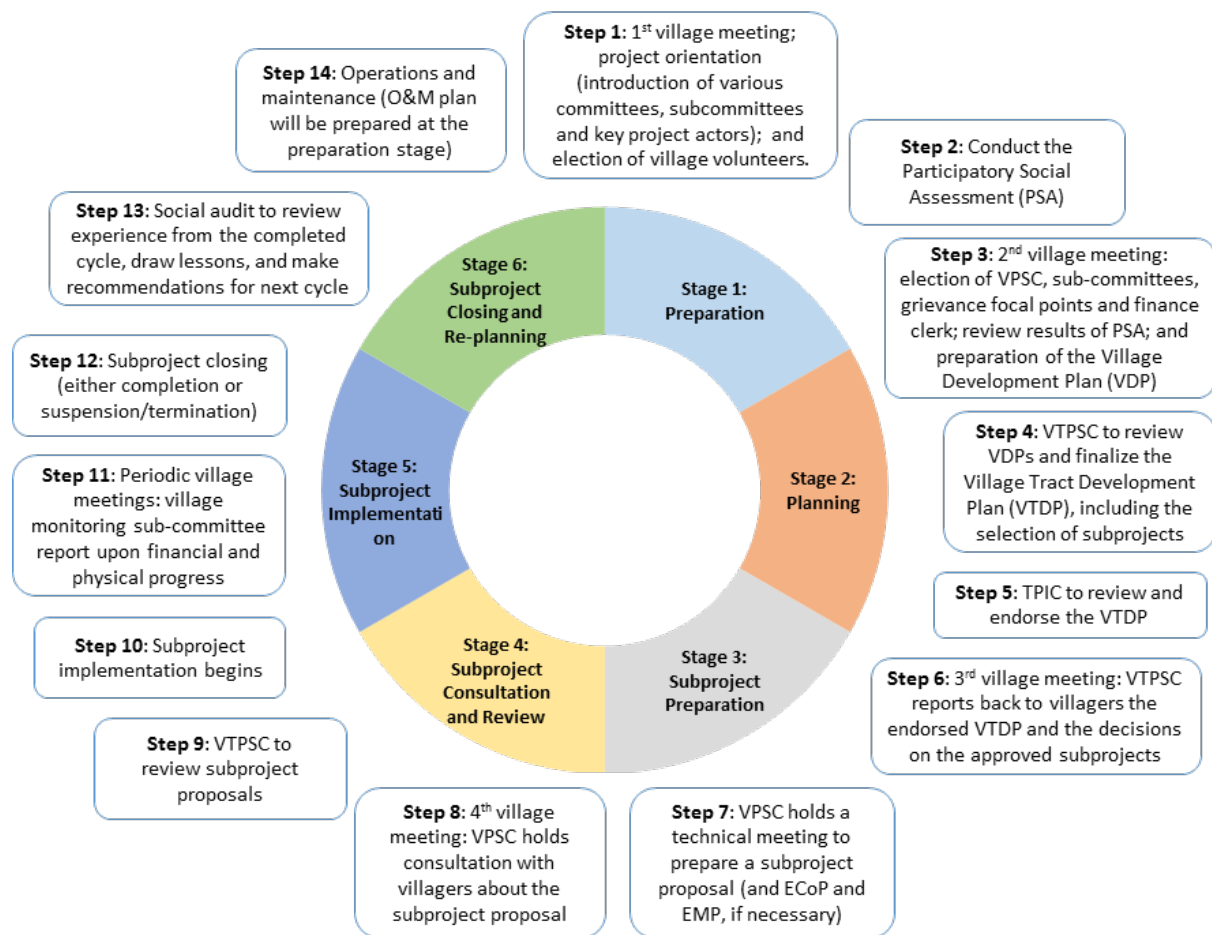 Step 1: 1st village meeting;
project orientation
(introduction of various
committees, subcommittees
and key project actors); and
election of village volunteers.
Step 2: Conduct the
Participatory Social
Assessment (PSA)
Step 3: 2nd village meeting:
election of VPSC, sub-committees,
grievance focal points and finance
clerk; review results of PSA; and
preparation of the Village
Development Plan (VDP)
Step 4: VTPSC to review
VDPs and finalize the
Village Tract Development
Plan (VTDP), including the
selection of subprojects
Step 5: TPIC to review and
endorse the VTDP
Step 6: 3rd village meeting: VTPSC
reports back to villagers the
endorsed VTDP and the decisions
on the approved subprojects
Step 7: VPSC holds a
technical meeting to
prepare a subproject
proposal (and ECoP and
EMP, if necessary)
Step 8: 4th village
meeting: VPSC holds
consultation with
villagers about the
subproject proposal
Step 9: VTPSC to
review subproject
proposals
Step 10: Subproject
implementation begins
Step 11: Periodic village
meetings: village
monitoring sub-committee
report upon financial and
physical progress
Step 12: Subproject closing
(either completion or
suspension/termination)
Step 13: Social audit to review
experience from the completed
cycle, draw lessons, and make
recommendations for next cycle
Step 14: Operations and
maintenance (O&M plan
will be prepared at the
preparation stage)
Stage 1:
Preparation
Stage 2:
Planning
Stage 3:
Subproject
Preparation
Stage 4:
Subproject
Consultation
and Review
Stage 5:
Subproject
Implementati
on
Stage 6:
Subproject
Closing and
Re-planning